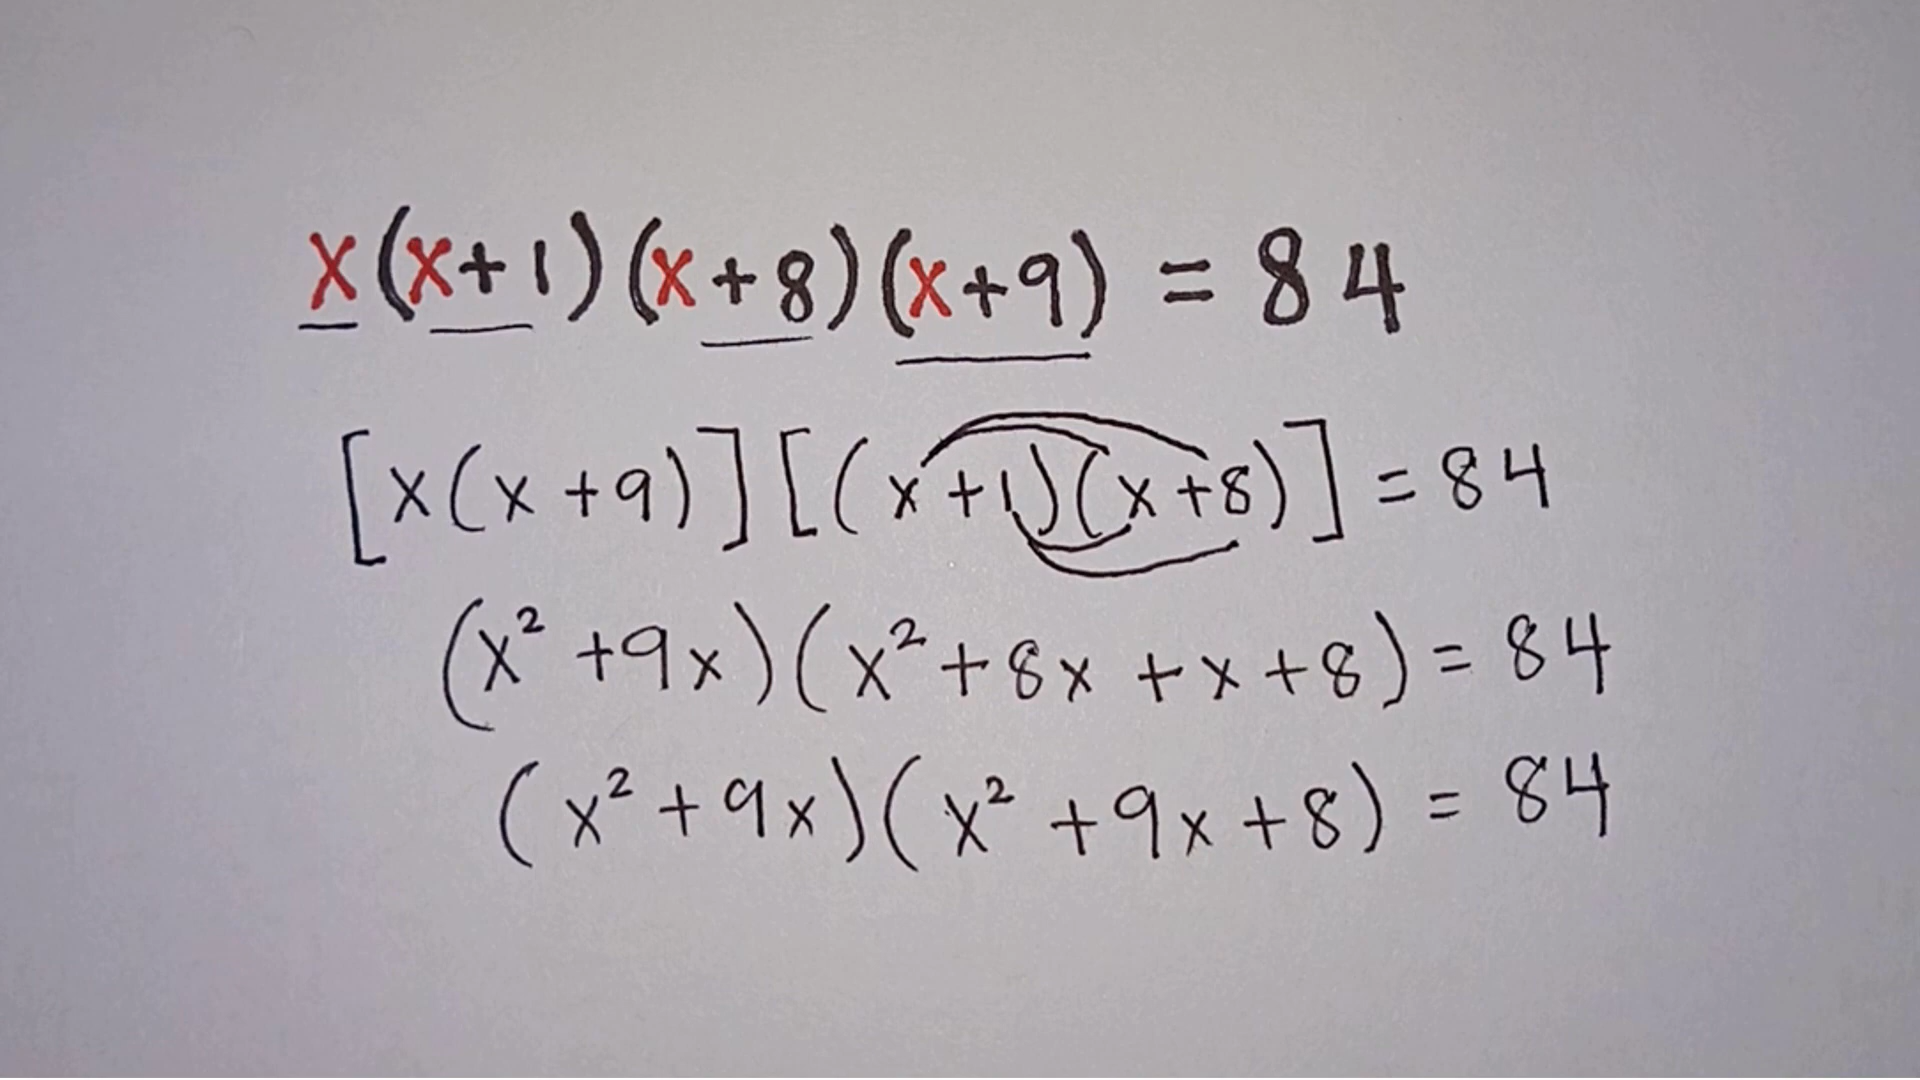 x(x+1)(x+8)(x+9) = 84
[x(x+9)][(x+1)(x+8)] = 84
(x²+9x)(x²+8x+x+8) = 84
(x²+9x)(x²+9x+8) = 84